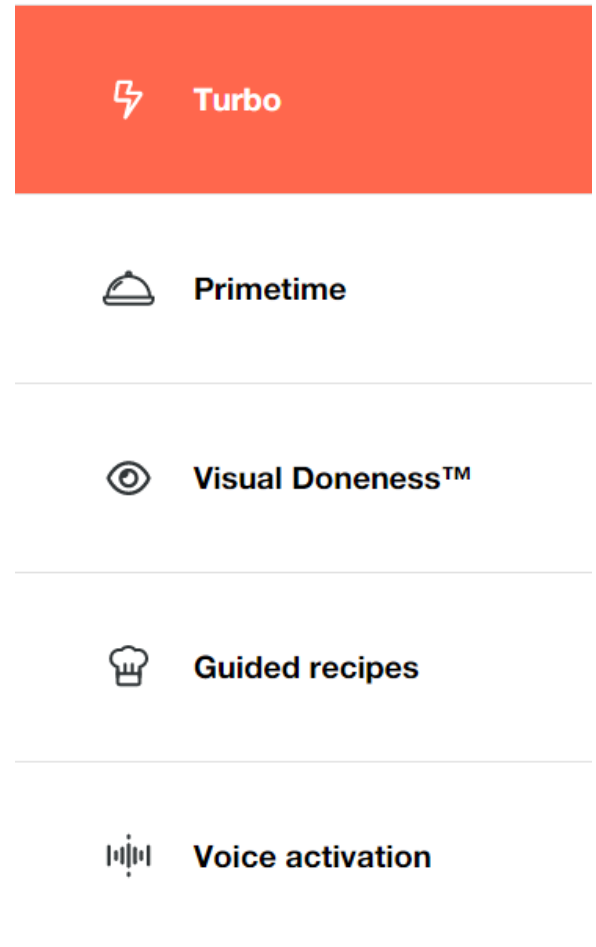 Turbo
Primetime
Visual Doneness™
Guided recipes
Voice activation